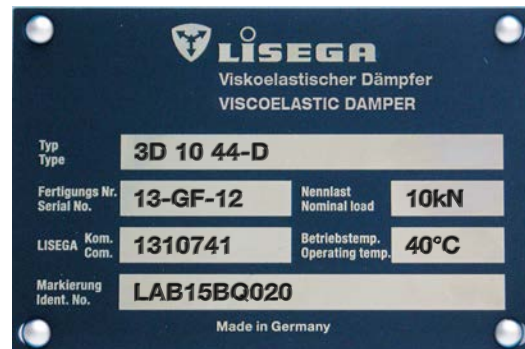 LISEGA
Viskoelastischer Dämpfer
VISCOELASTIC DAMPER
Typ
Type
3D 10 44-D
Fertigungs Nr.
Serial No.
13-GF-12
Nennlast
Nominal load
10kN
LISEGA Kom.
Com.
1310741
Betriebstemp.
Operating temp.
40°C
Markierung
Ident. No.
LAB15BQ020
Made in Germany